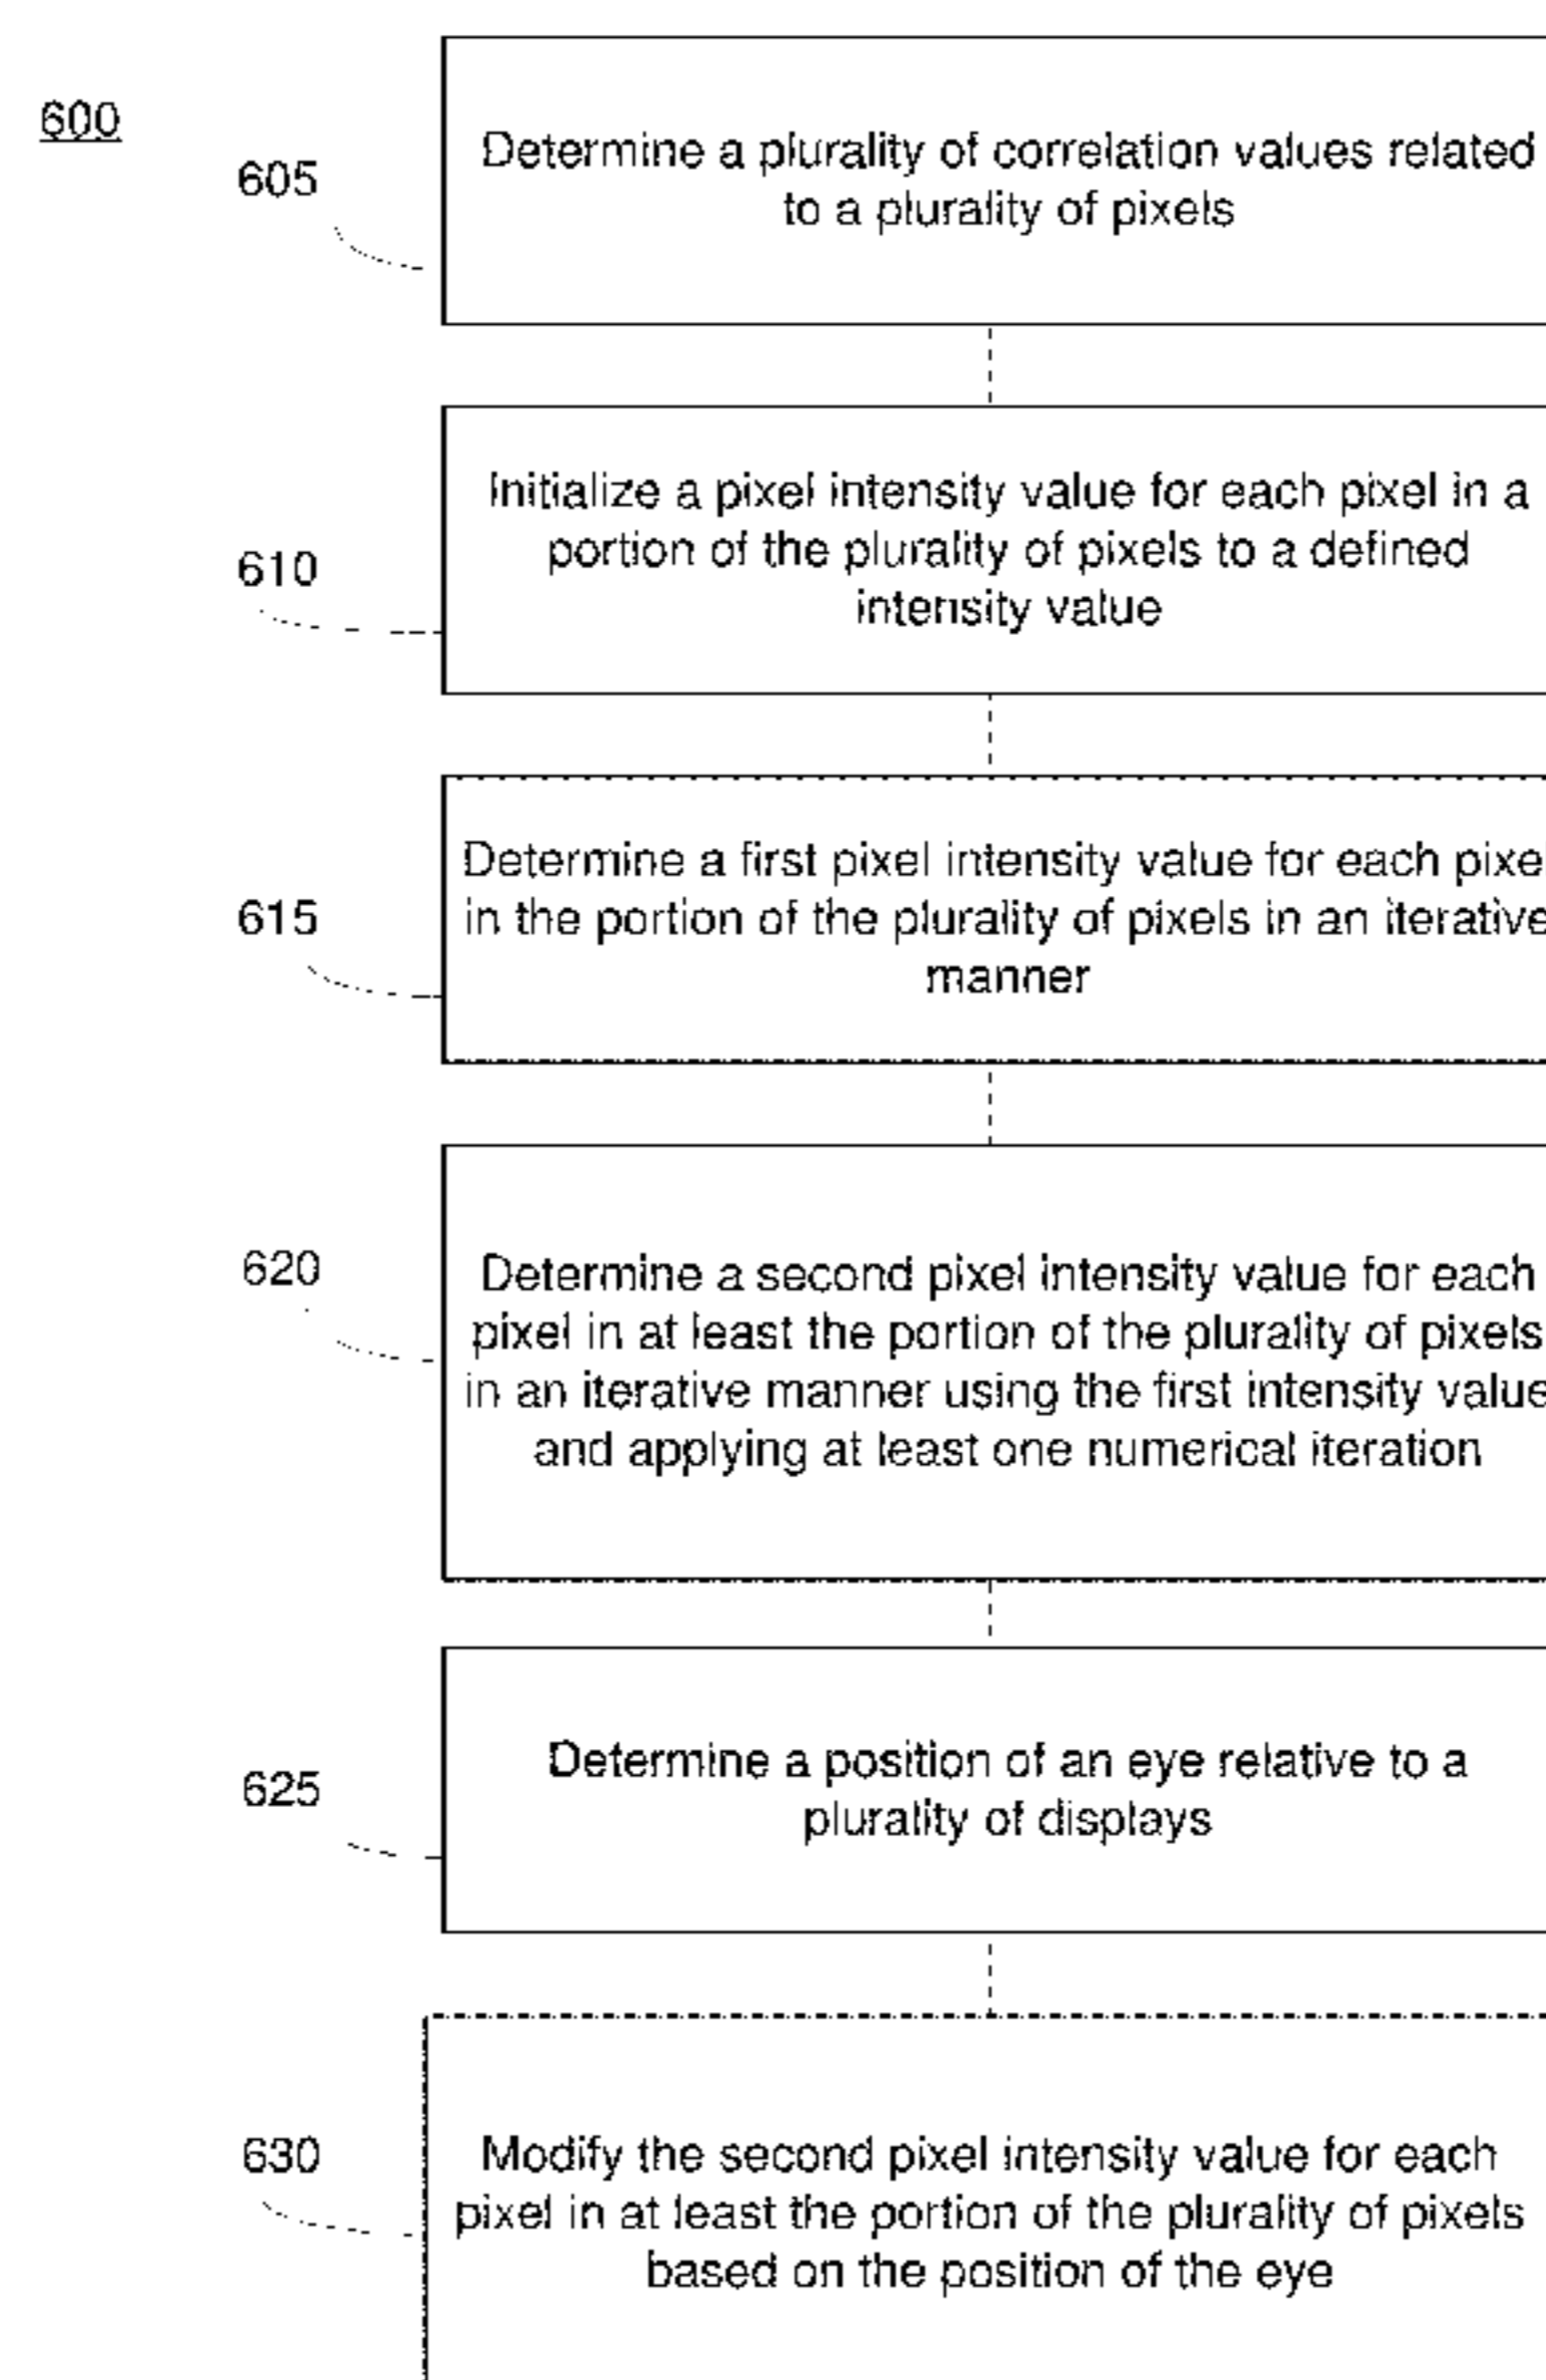 600
605
Determine a plurality of correlation values related
to a plurality of pixels
610
Initialize a pixel intensity value for each pixel in a
portion of the plurality of pixels to a defined
intensity value
615
Determine a first pixel intensity value for each pixel
in the portion of the plurality of pixels in an iterative
manner
620
Determine a second pixel intensity value for each
pixel in at least the portion of the plurality of pixels
in an iterative manner using the first intensity value
and applying at least one numerical iteration
625
Determine a position of an eye relative to a
plurality of displays
630
Modify the second pixel intensity value for each
pixel in at least the portion of the plurality of pixels
based on the position of the eye